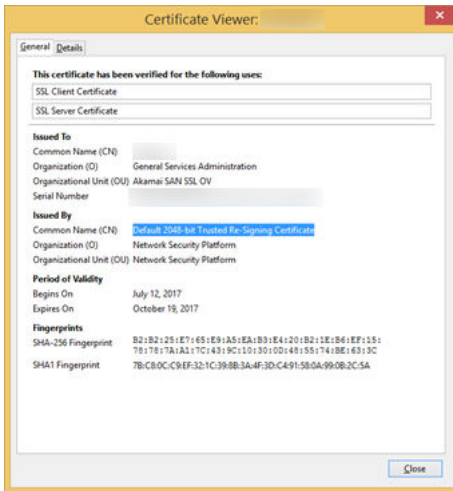 Certificate Viewer:
General Details
This certificate has been verified for the following uses:
SSL Client Certificate
SSL Server Certificate
Issued To
Common Name (CN)
Organization (O) General Services Administration
Organizational Unit (OU) Akamai SAN SSL OV
Serial Number
Issued By
Common Name (CN) Default 2048-bit Trusted Re-Signing Certificate
Organization (O) Network Security Platform
Organizational Unit (OU) Network Security Platform
Period of Validity
Begins On July 12, 2017
Expires On October 19, 2017
Fingerprints
SHA-256 Fingerprint B2:B2:25:E7:65:E9:A5:EA:B3:E4:20:B2:1E:B6:EF:15:
78:78:7A:A1:7C:43:9C:10:30:0D:48:55:74:BE:63:3C
SHA1 Fingerprint 7B:C8:0C:C9:EF:32:1C:39:8B:3A:4F:3D:C4:91:58:0A:99:0B:2C:5A
Close